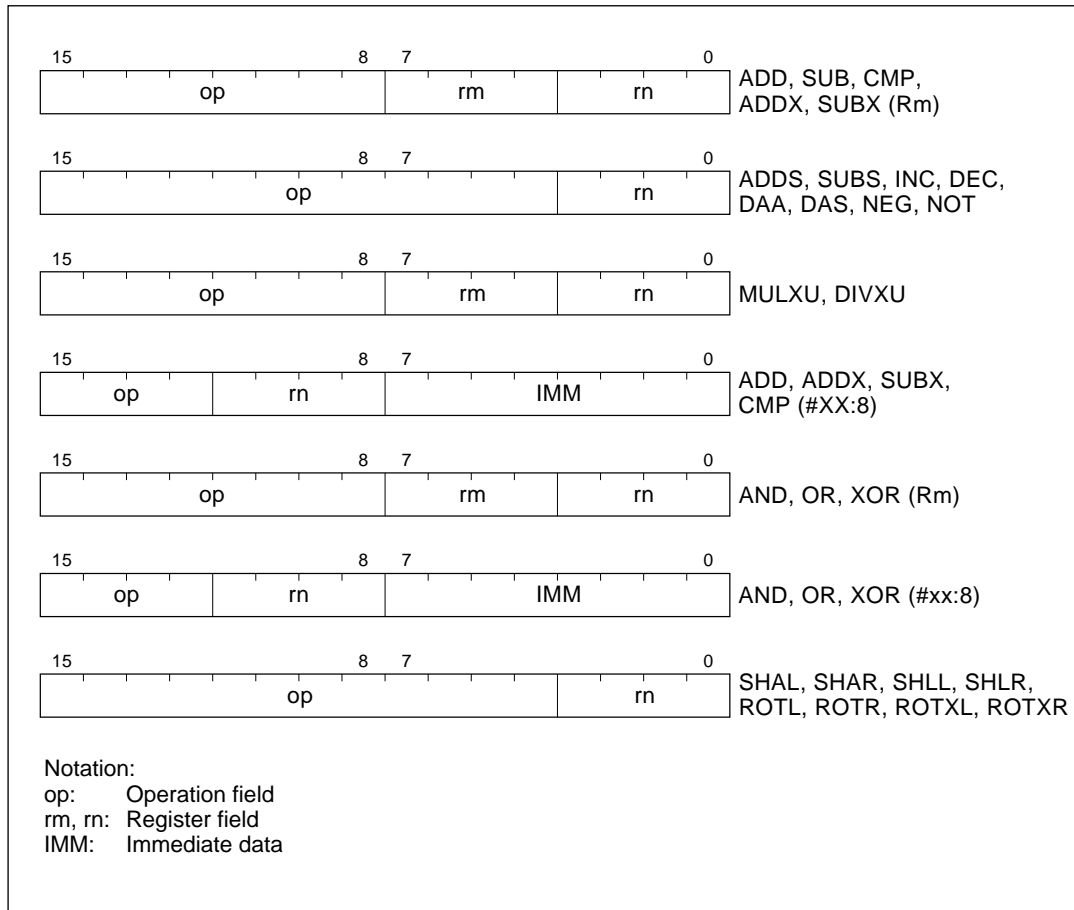 15 8 7 0
op rm rn
ADD, SUB, CMP,
ADDX, SUBX (Rm)
15 8 7 0
op rn
ADDS, SUBS, INC, DEC,
DAA, DAS, NEG, NOT
15 8 7 0
op rm rn
MULXU, DIVXU
15 8 7 0
op rn IMM
ADD, ADDX, SUBX,
CMP (#XX:8)
15 8 7 0
op rm rn
AND, OR, XOR (Rm)
15 8 7 0
op rn IMM
AND, OR, XOR (#xx:8)
15 8 7 0
op rn
SHAL, SHAR, SHLL, SHLR,
ROTL, ROTR, ROTXL, ROTXR
Notation:
op: Operation field
rm, rn: Register field
IMM: Immediate data